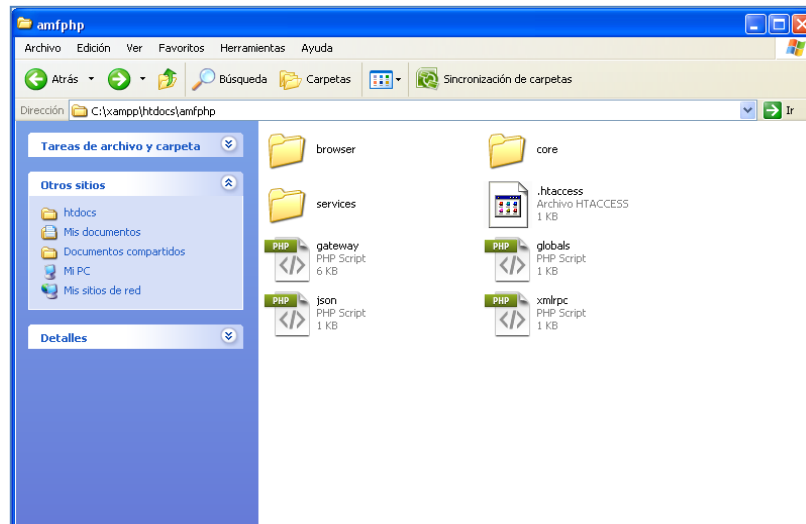 amfphp
Archivo Edición Ver Favoritos Herramientas Ayuda
Atrás Búsqueda Carpetas Sincronización de carpetas
Dirección C:\xampp\htdocs\amfphp Ir
Tareas de archivo y carpeta
Otros sitios
htdocs
Mis documentos
Documentos compartidos
Mi PC
Mis sitios de red
Detalles
browser
core
services
.htaccess
Archivo HTACCESS
1 KB
PHP
gateway
PHP Script
6 KB
PHP
globals
PHP Script
1 KB
PHP
json
PHP Script
1 KB
PHP
xmlrpc
PHP Script
1 KB